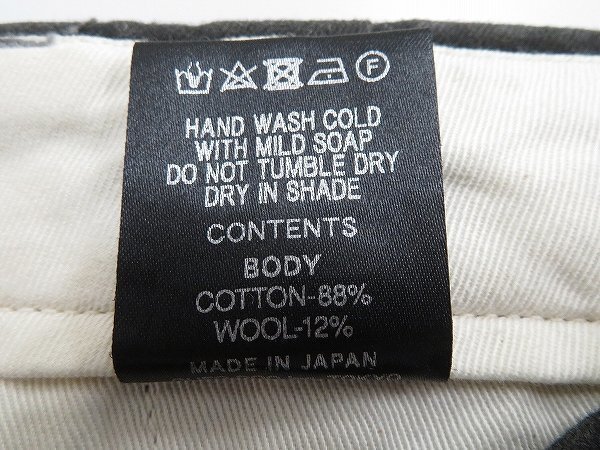 F
HAND WASH COLD
WITH MILD SOAP
DO NOT TUMBLE DRY
DRY IN SHADE
CONTENTS
BODY
COTTON-88%
WOOL-12%
MADE IN JAPAN
TOKYO